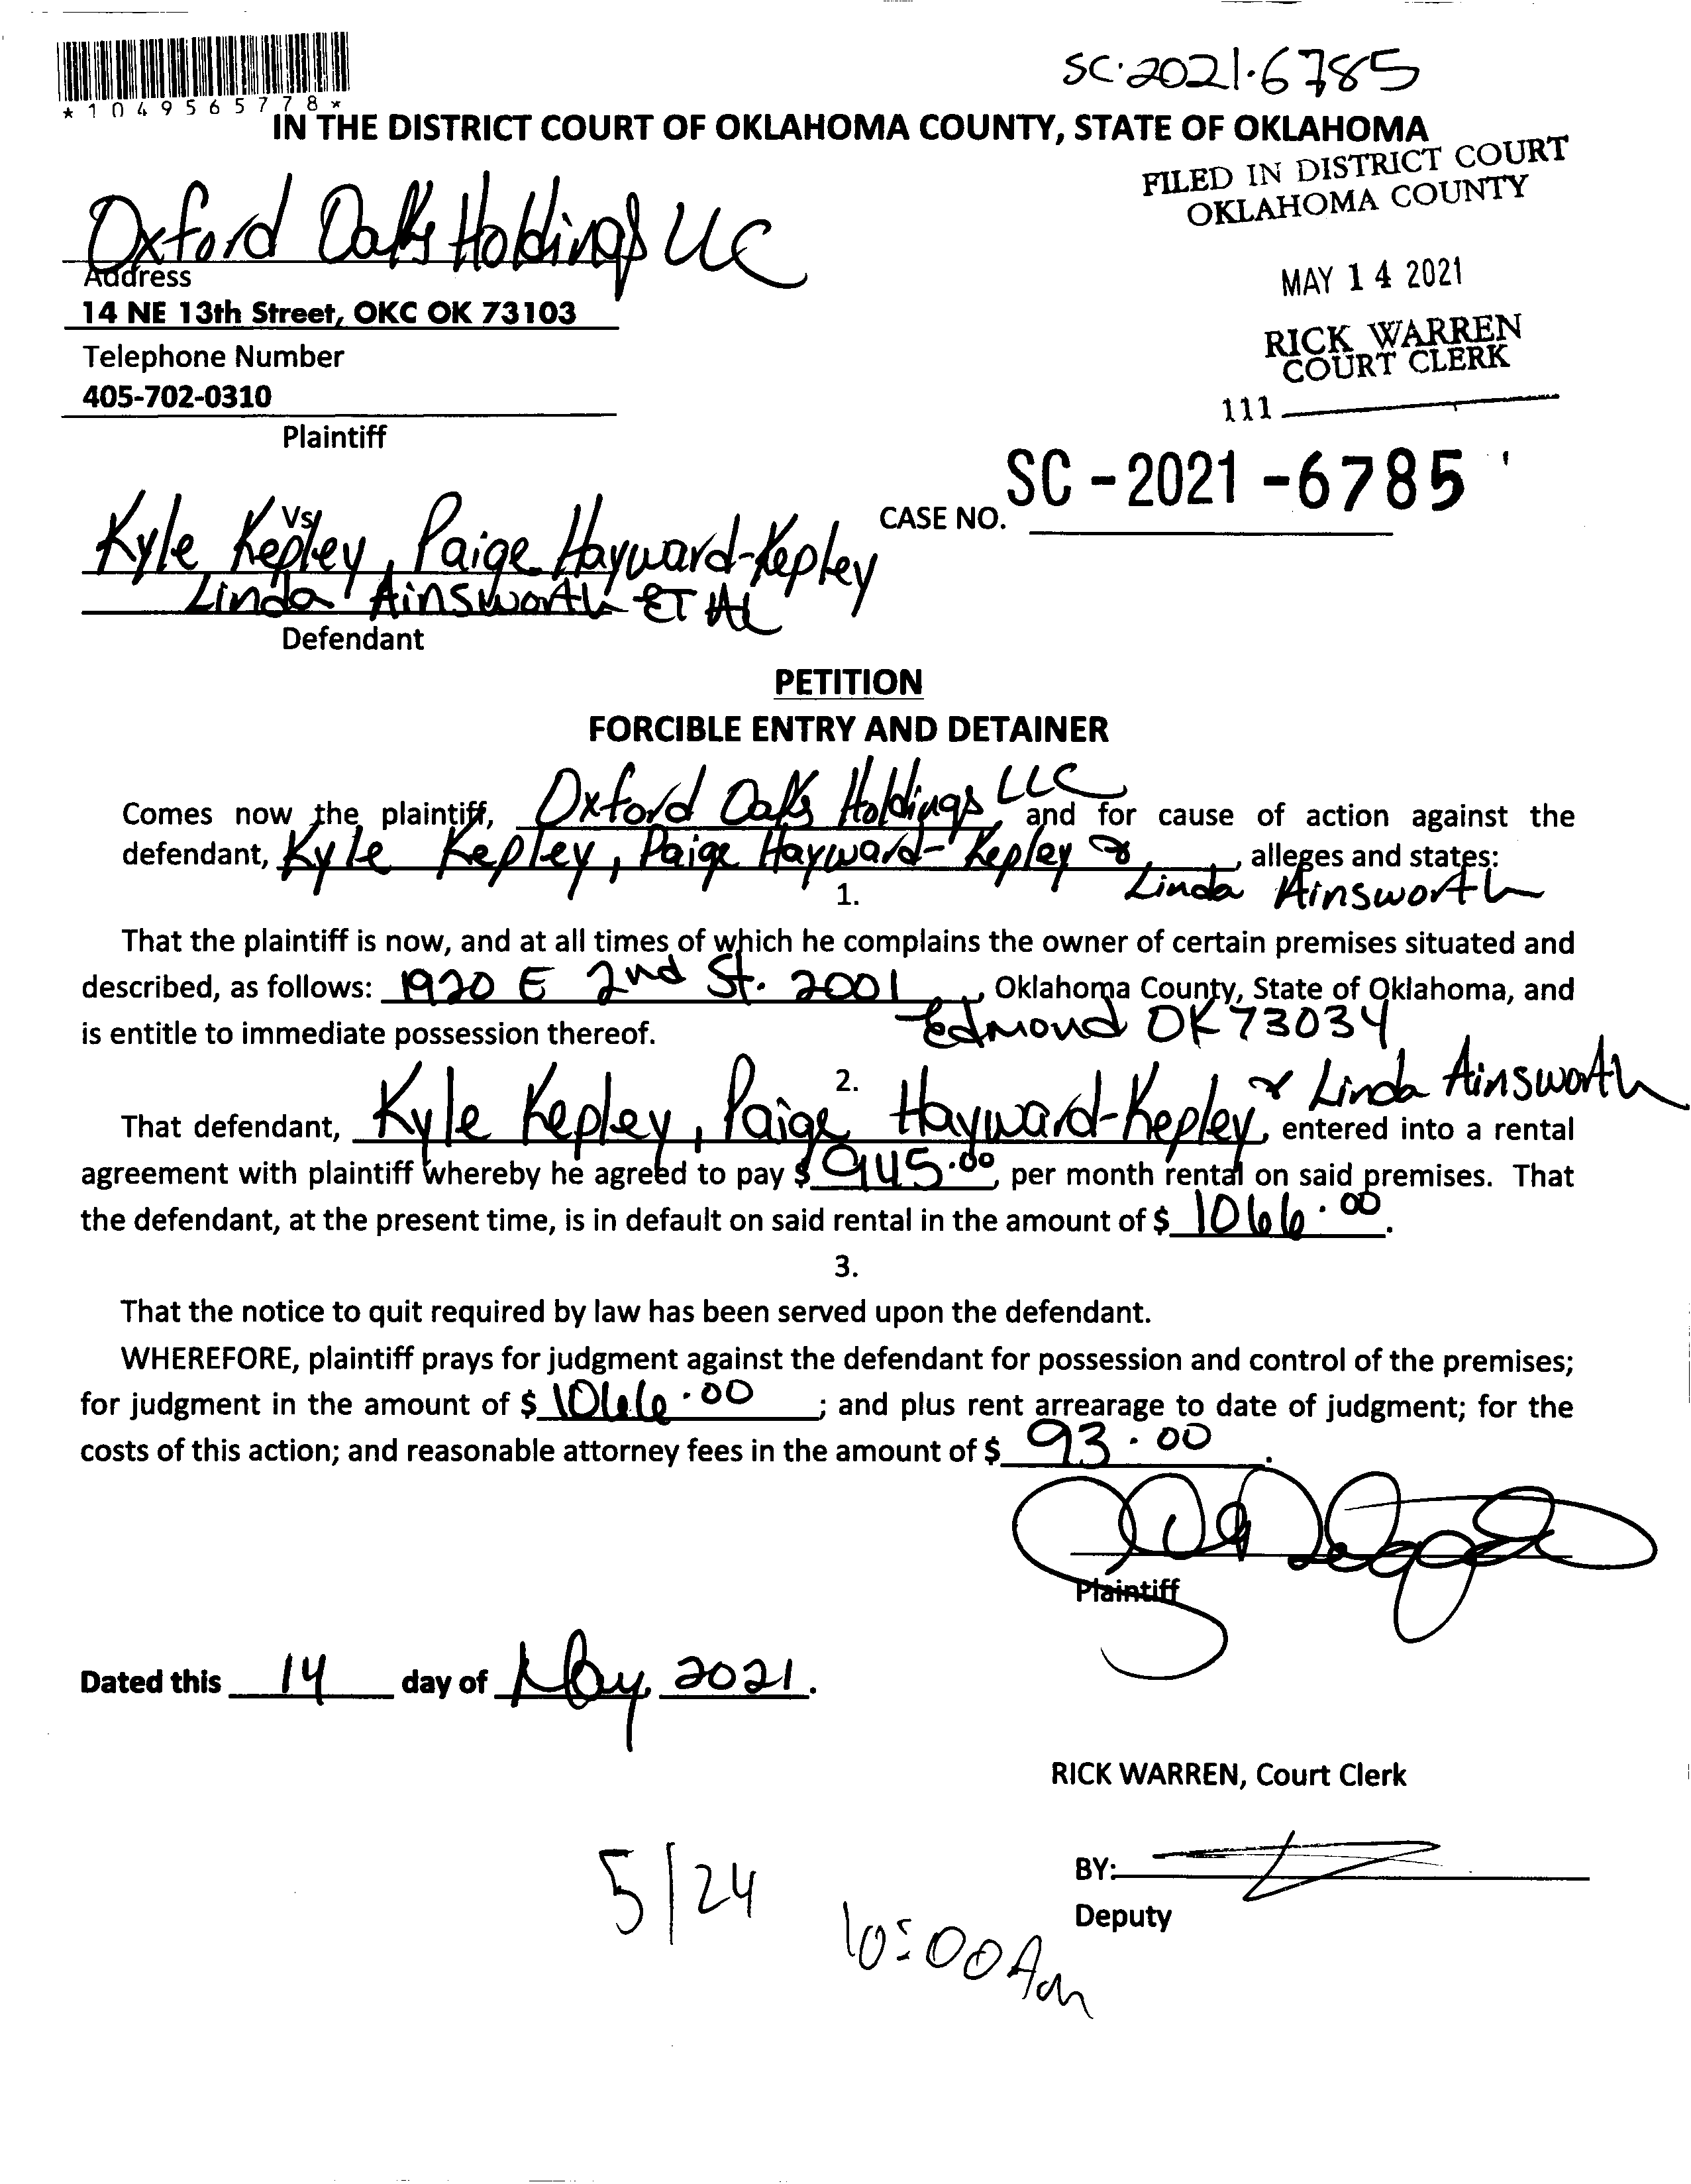 SC·2021·6785
*1049565778*
IN THE DISTRICT COURT OF OKLAHOMA COUNTY, STATE OF OKLAHOMA
FILED IN DISTRICT COURT
OKLAHOMA COUNTY
MAY 14 2021
RICK WARREN
COURT CLERK
111
Oxford Oaks Holdings LLC
Address
14 NE 13th Street, OKC OK 73103
Telephone Number
405-702-0310
Plaintiff
Vs
CASE NO. SC-2021-6785
Kyle Kepley, Paige Hayward-Kepley
Linda Ainsworth ET AL
Defendant
PETITION
FORCIBLE ENTRY AND DETAINER
Comes now the plaintiff, Oxford Oaks Holdings LLC and for cause of action against the
defendant, Kyle Kepley, Paige Hayward-Kepley &, alleges and states:
Linda Ainsworth
1.
That the plaintiff is now, and at all times of which he complains the owner of certain premises situated and
described, as follows: 1920 E 2nd St. 2001, Oklahoma County, State of Oklahoma, and
Edmond OK 73034
is entitle to immediate possession thereof.
2.
That defendant, Kyle Kepley, Paige Hayward-Kepley & Linda Ainsworth, entered into a rental
agreement with plaintiff whereby he agreed to pay $ 945.00, per month rental on said premises. That
the defendant, at the present time, is in default on said rental in the amount of $ 1066.00.
3.
That the notice to quit required by law has been served upon the defendant.
WHEREFORE, plaintiff prays for judgment against the defendant for possession and control of the premises;
for judgment in the amount of $ 1066.00; and plus rent arrearage to date of judgment; for the
costs of this action; and reasonable attorney fees in the amount of $ 93.00.
Plaintiff
Dated this 14 day of May, 2021.
RICK WARREN, Court Clerk
BY:
Deputy
5/24
10:00 Am